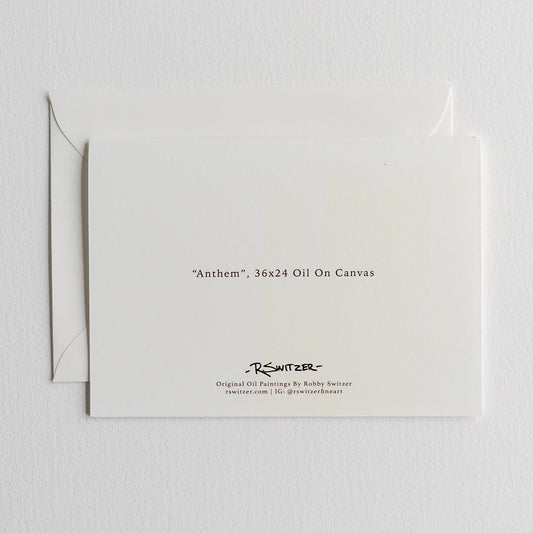 “Anthem”, 36x24 Oil On Canvas
-RSWITZER-
Original Oil Paintings By Robby Switzer
rswitzer.com | IG: @rswitzerfineart